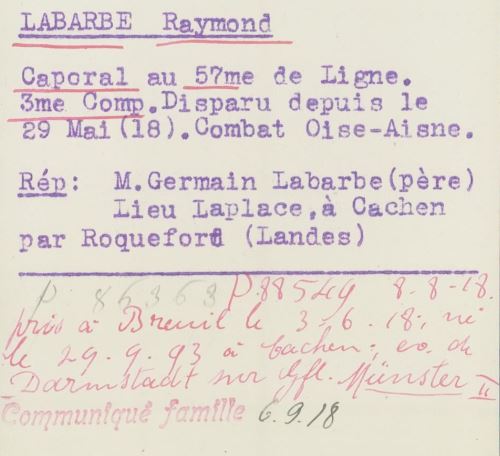 LABARBE Raymond
Caporal au 57me de Ligne.
3me Comp.Disparu depuis le
29 Mai(18).Combat Oise-Aisne.
Rép: M.Germain Labarbe(père)
Lieu Laplace,à Cachen
par Roquefort (Landes)
P. 86363 P.88549 8-8-18.
pris à Breuil le 3-6.18; né
le 29.9.93 à Cachen; ev. de
Darmstadt sur Gfl. Münster II
Communiqué famille 6.9.18